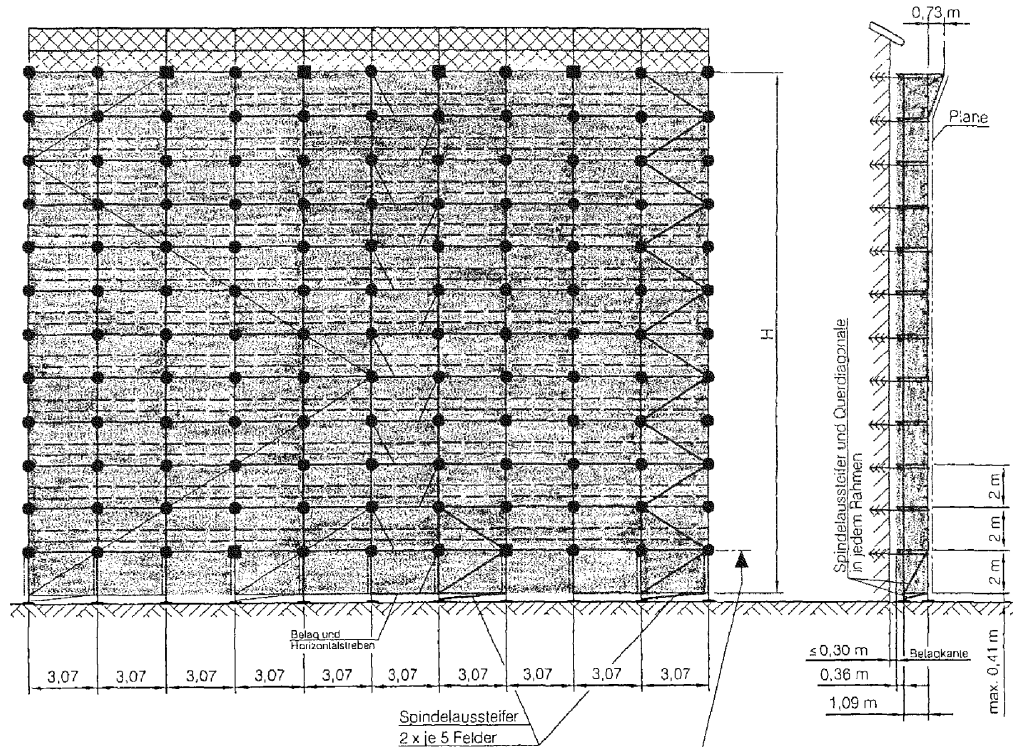 0,73 m
Plane
H
Spindelaussteifer und Querdiagonale
in jedem Rahmen
2 m
2 m
2 m
max. 0,41m
Belag und
Horizontalstreben
≤0,30 m
Belagkante
0,36 m
1,09 m
3,07
3,07
3,07
3,07
3,07
3,07
3,07
3,07
3,07
3,07
Spindelaussteifer
2 x je 5 Felder